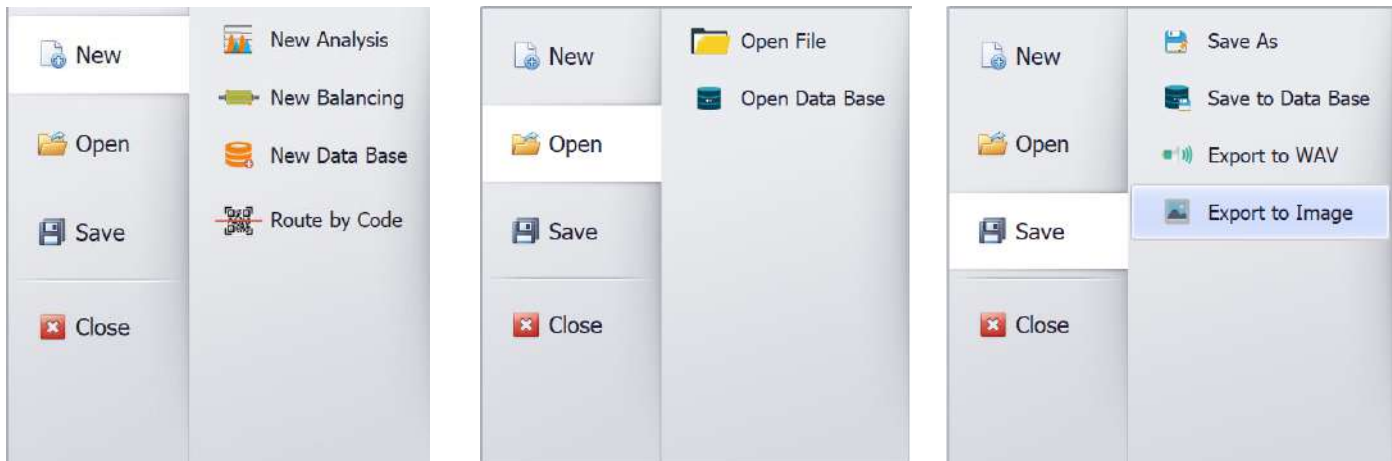 New
Open
Save
Close
New Analysis
New Balancing
New Data Base
Route by Code
New
Open
Save
Close
Open File
Open Data Base
New
Open
Save
Close
Save As
Save to Data Base
Export to WAV
Export to Image